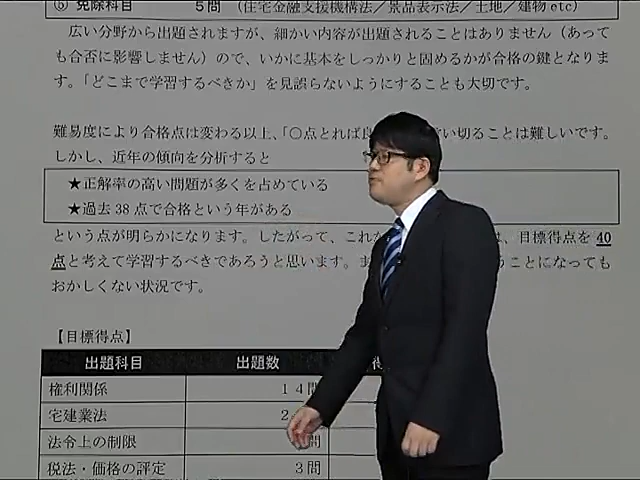 ⑤ 免除科目 5問 (住宅金融支援機構法／景品表示法／土地／建物 etc)
広い分野から出題されますが、細かい内容が出題されることはありません（あって
も合否に影響しません）ので、いかに基本をしっかりと固めるかが合格の鍵となりま
す。「どこまで学習するべきか」を見誤らないようにすることも大切です。
難易度により合格点は変わる以上、「〇点とれば良 い切ることは難しいです。
しかし、近年の傾向を分析すると
★正解率の高い問題が多くを占めている
★過去 38 点で合格という年がある
という点が明らかになります。したがって、これか は、目標得点を 40
点と考えて学習するべきであろうと思います。ま うことになっても
おかしくない状況です。
【目標得点】
出題科目 出題数 得
権利関係 14問
宅建業法 2
法令上の制限 問
税法・価格の評定 3問